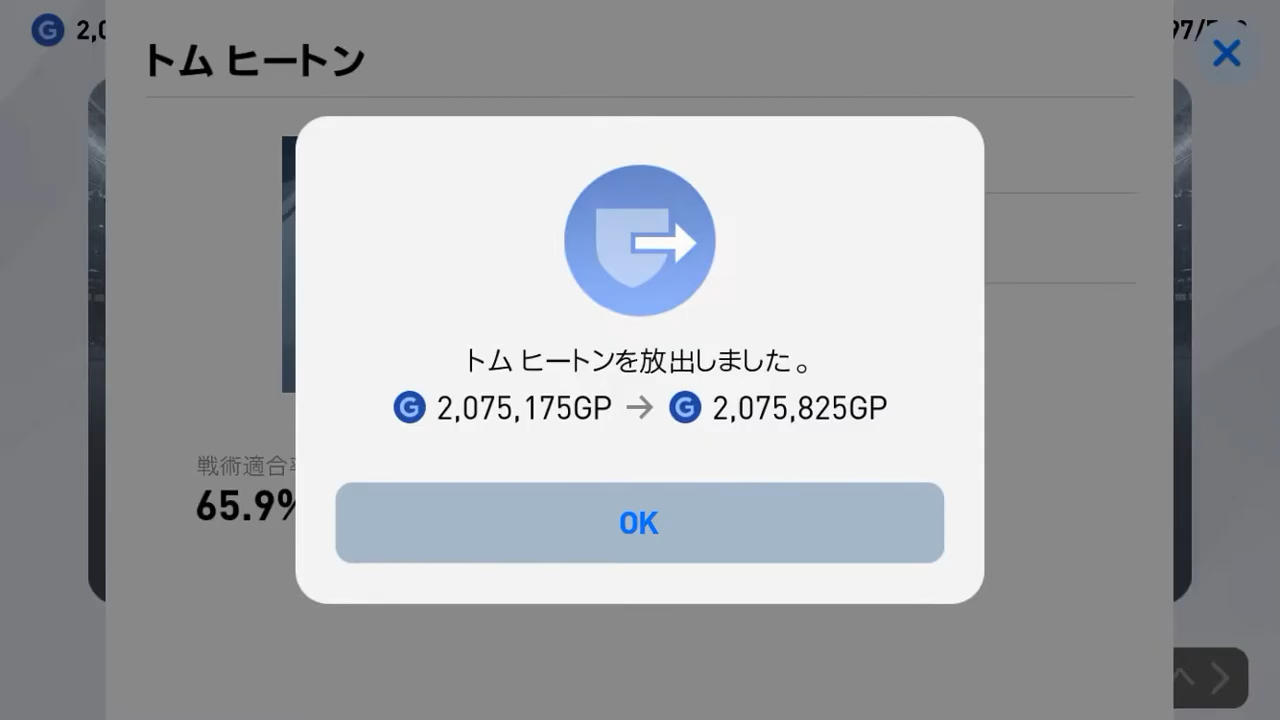 トム ヒートン
トム ヒートンを放出しました。
2,075,175GP → 2,075,825GP
戦術適合
65.9%
OK